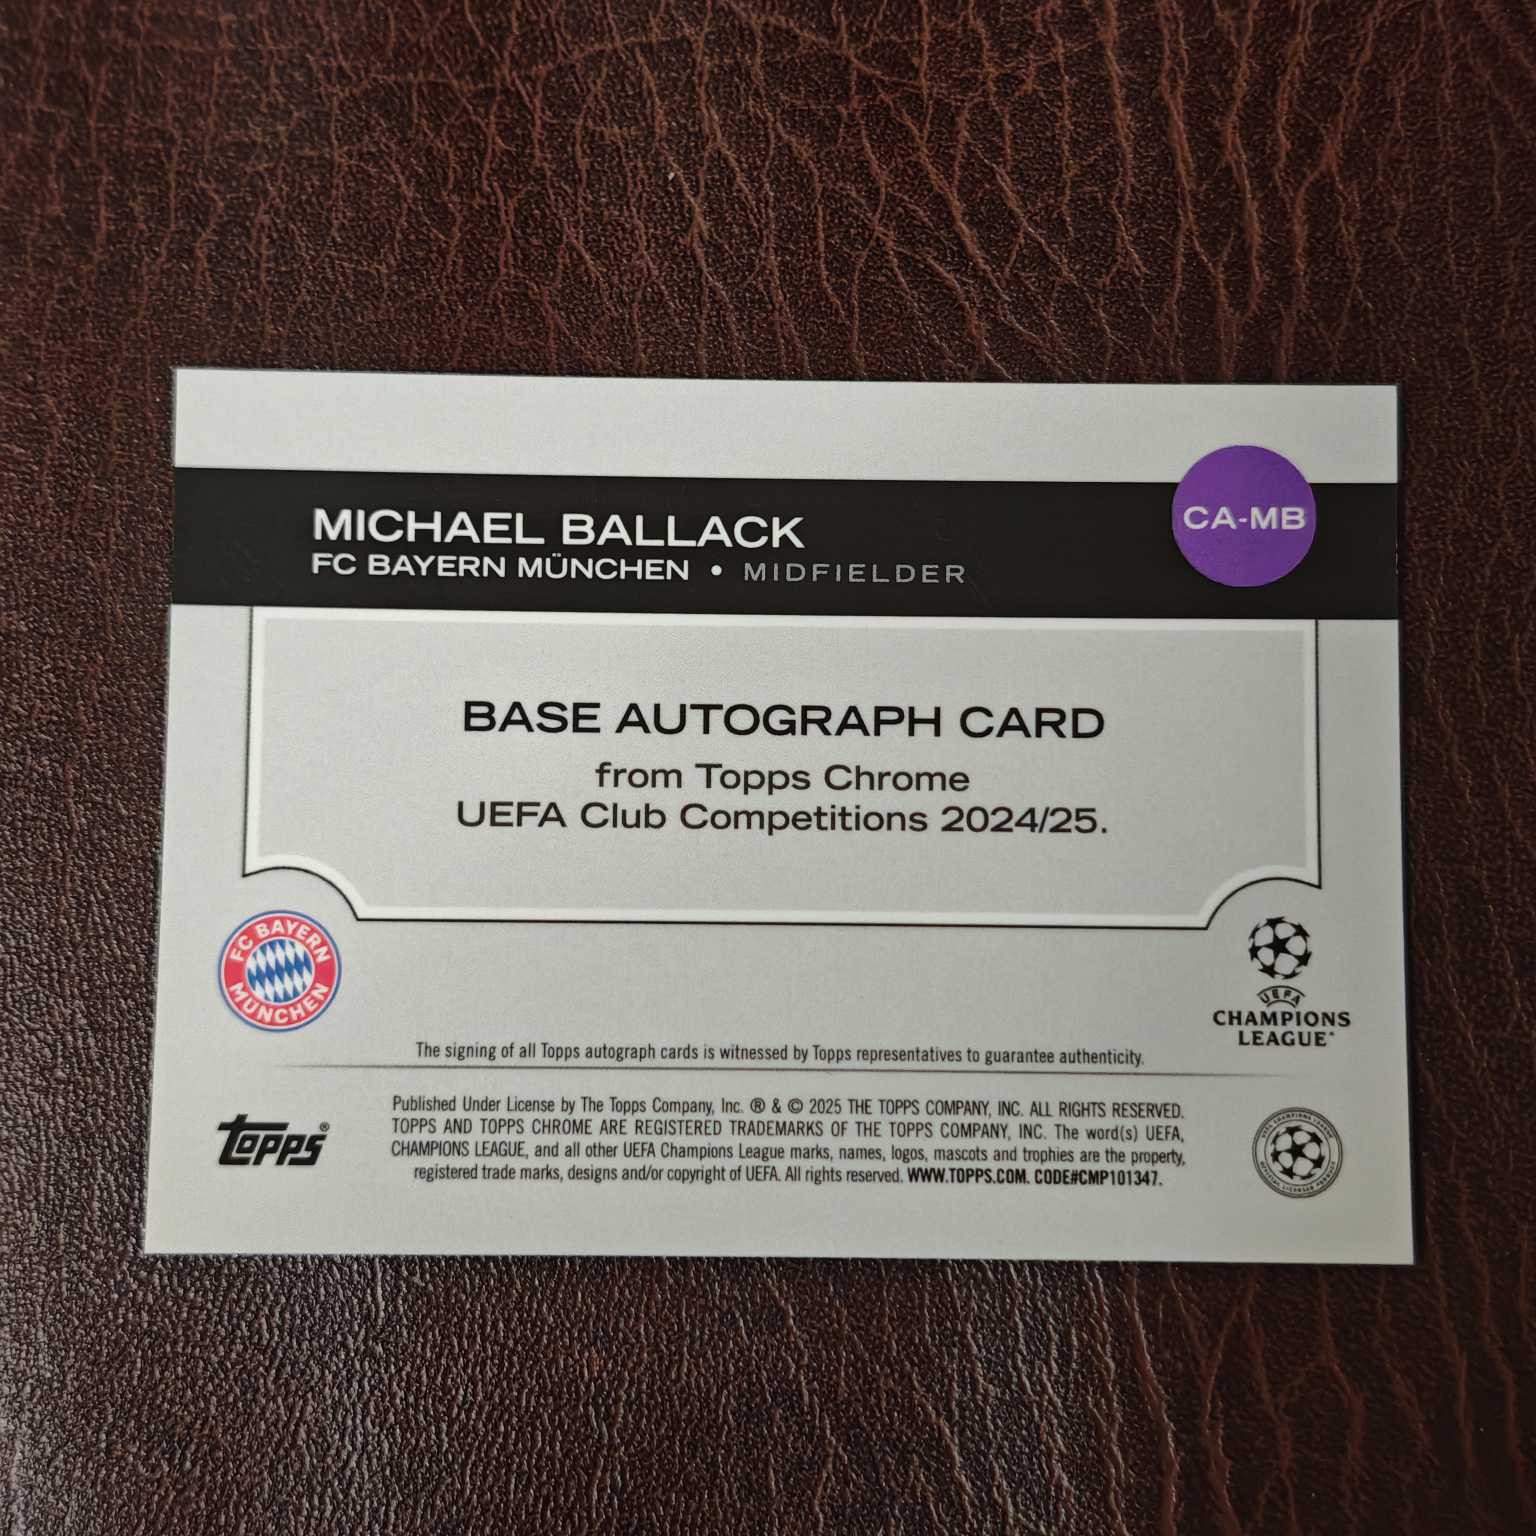 MICHAEL BALLACK
FC BAYERN MÜNCHEN • MIDFIELDER
CA-MB
BASE AUTOGRAPH CARD
from Topps Chrome
UEFA Club Competitions 2024/25.
FC BAYERN
MÜNCHEN
UEFA
CHAMPIONS
LEAGUE
The signing of all Topps autograph cards is witnessed by Topps representatives to guarantee authenticity.
Topps®
Published Under License by The Topps Company, Inc. ® & © 2025 THE TOPPS COMPANY, INC. ALL RIGHTS RESERVED.
TOPPS AND TOPPS CHROME ARE REGISTERED TRADEMARKS OF THE TOPPS COMPANY, INC. The word(s) UEFA,
CHAMPIONS LEAGUE, and all other UEFA Champions League marks, names, logos, mascots and trophies are the property,
registered trade marks, designs and/or copyright of UEFA. All rights reserved. WWW.TOPPS.COM. CODE#CMP101347.